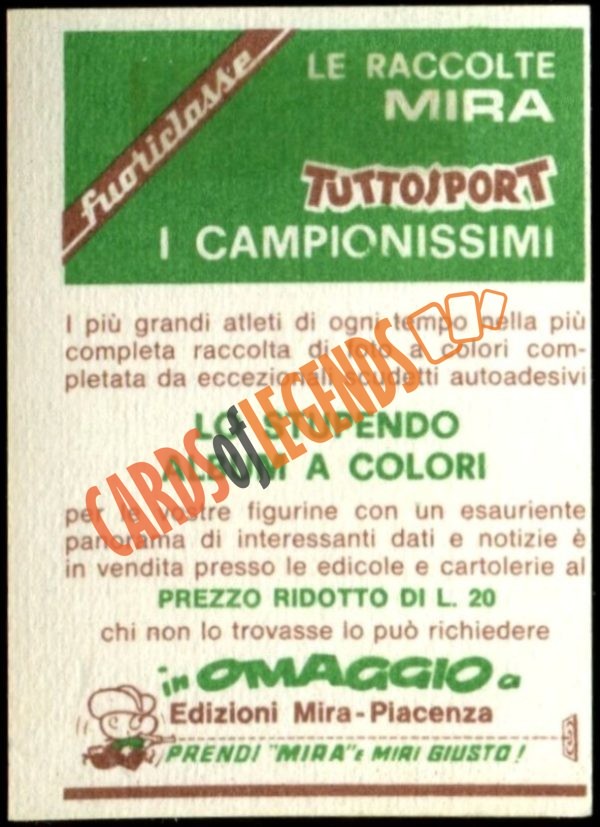 fuoriclasse
LE RACCOLTE
MIRA
TUTTOSPORT
I CAMPIONISSIMI
I più grandi atleti di ogni tempo nella più
completa raccolta di foto a colori com-
pletata da eccezionali scudetti autoadesivi
LO STUPENDO
ALBUM A COLORI
per le vostre figurine con un esauriente
panorama di interessanti dati e notizie è
in vendita presso le edicole e cartolerie al
PREZZO RIDOTTO DI L. 20
chi non lo trovasse lo può richiedere
in OMAGGIO a
Edizioni Mira-Piacenza
PRENDI "MIRA" E MIRI GIUSTO!
CARDS of LEGENDS